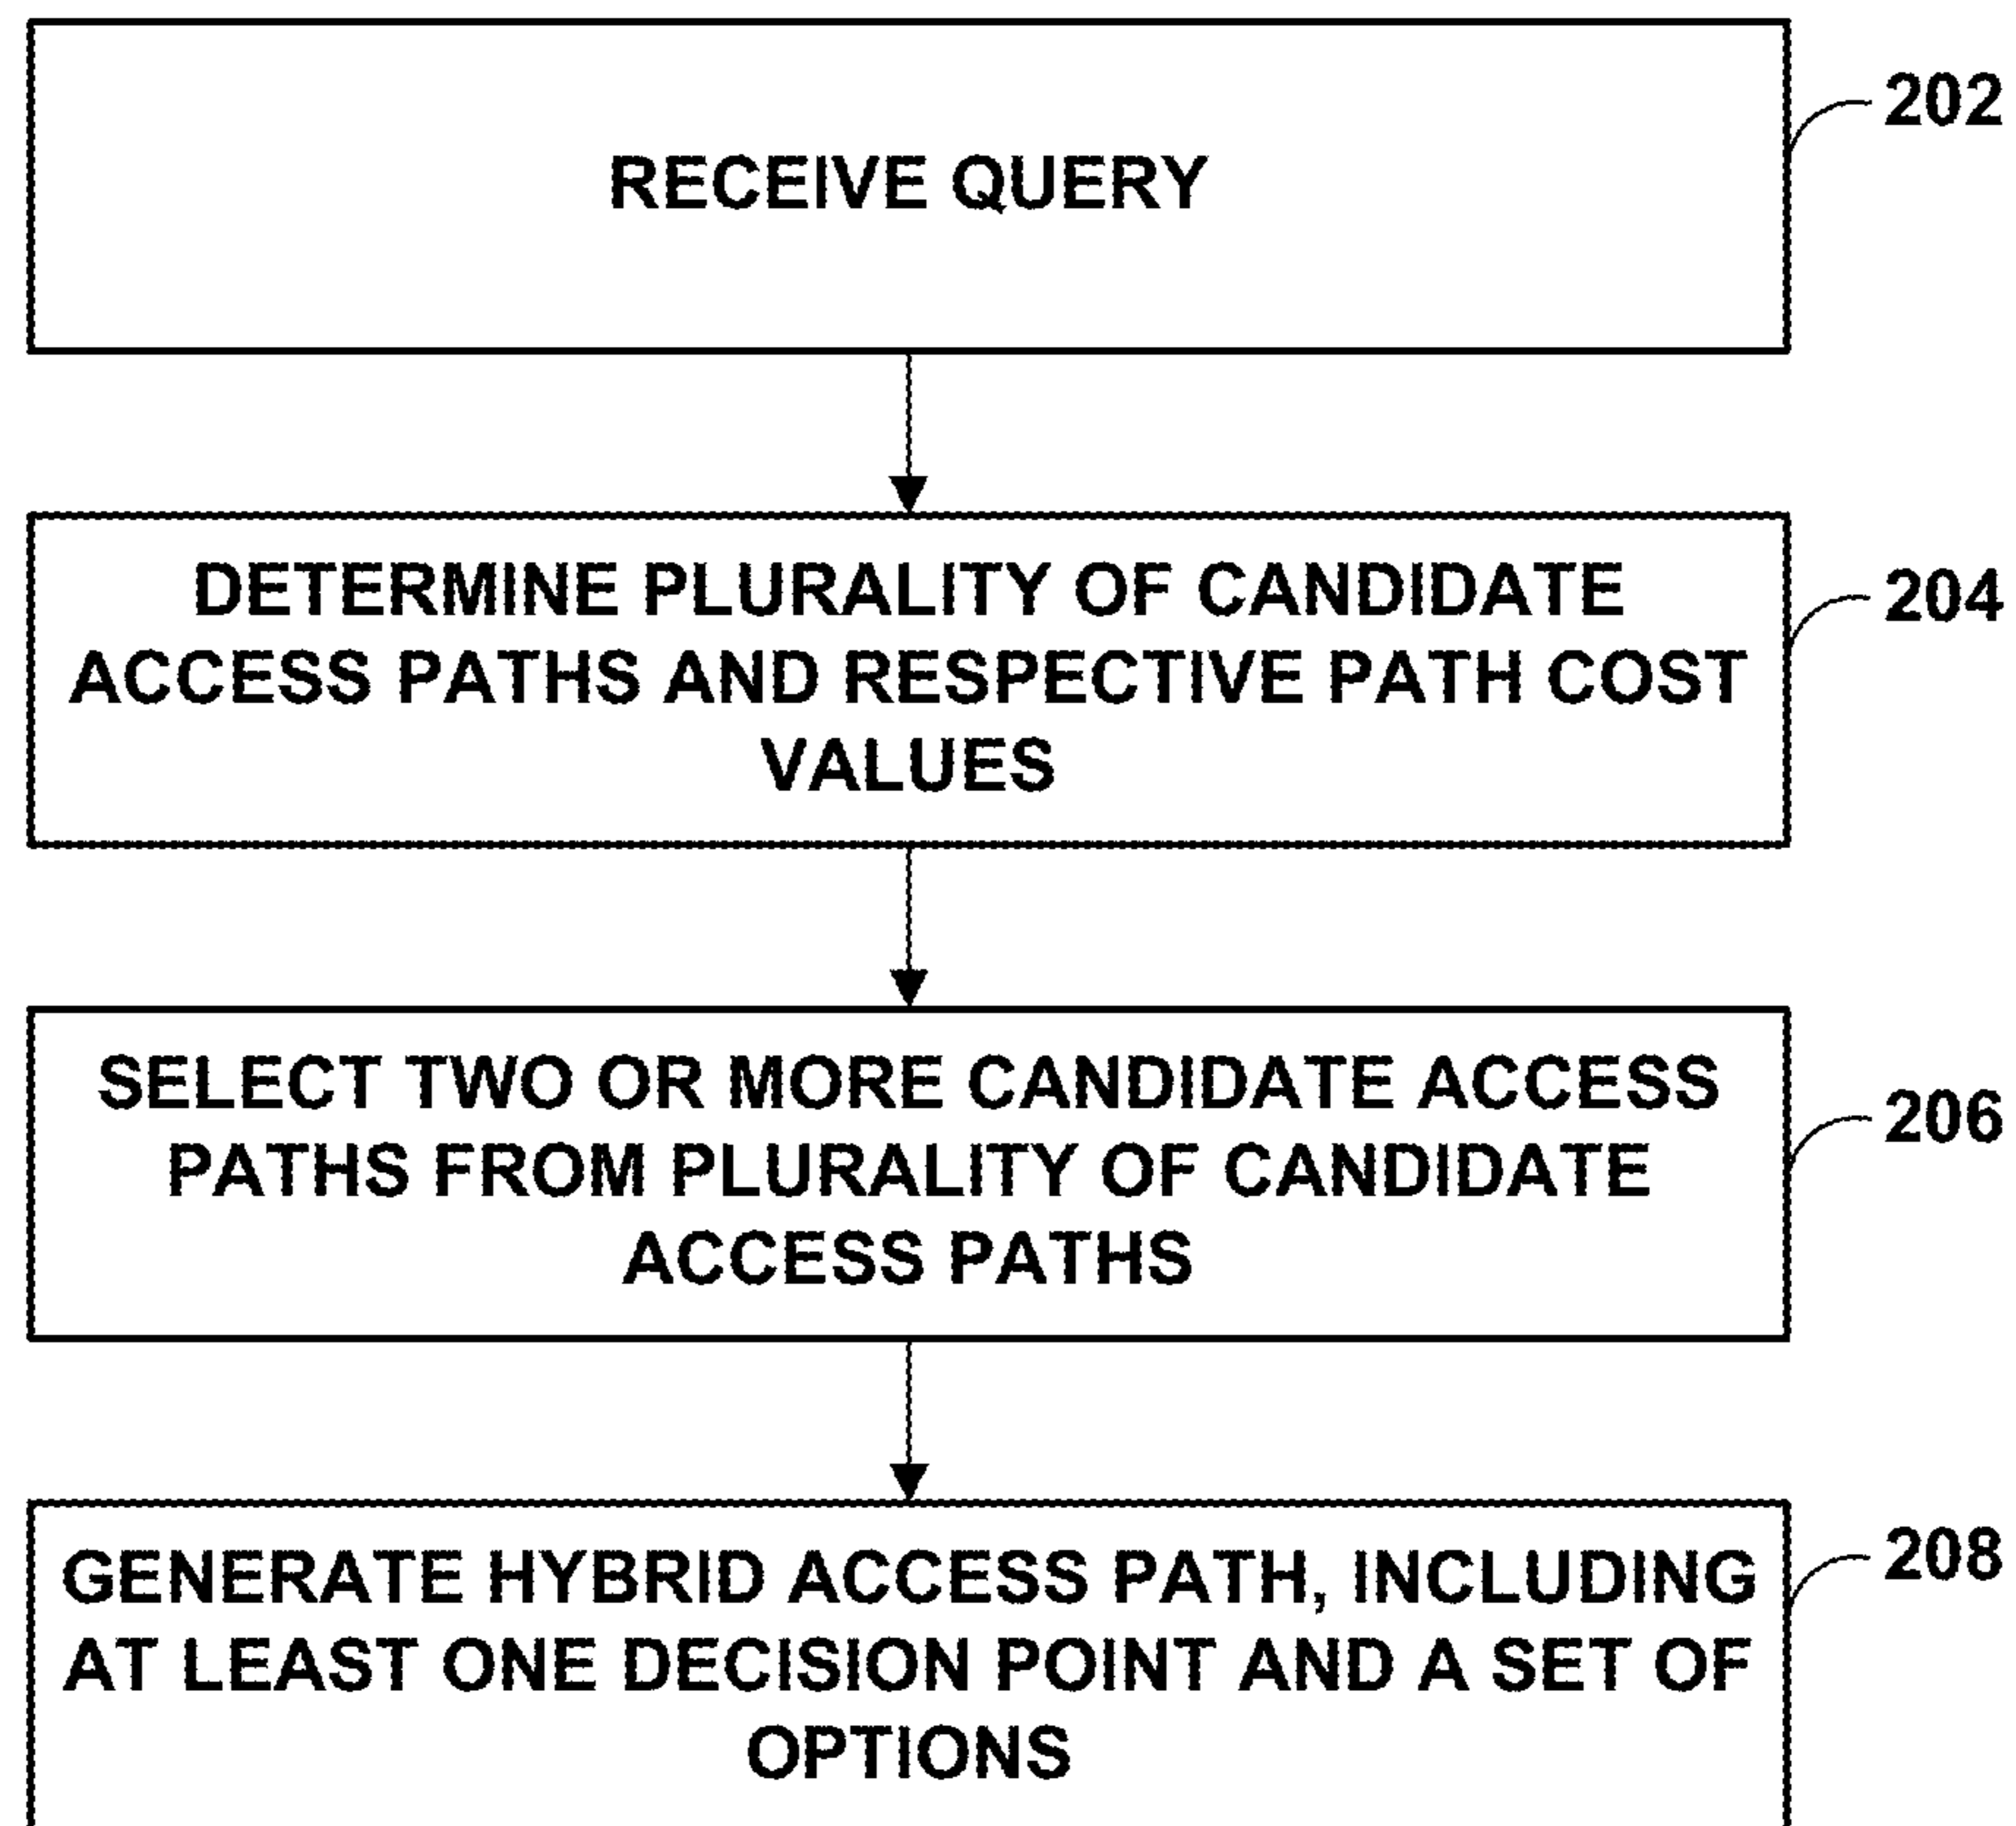 RECEIVE QUERY
202
DETERMINE PLURALITY OF CANDIDATE
ACCESS PATHS AND RESPECTIVE PATH COST
VALUES
204
SELECT TWO OR MORE CANDIDATE ACCESS
PATHS FROM PLURALITY OF CANDIDATE
ACCESS PATHS
206
GENERATE HYBRID ACCESS PATH, INCLUDING
AT LEAST ONE DECISION POINT AND A SET OF
OPTIONS
208